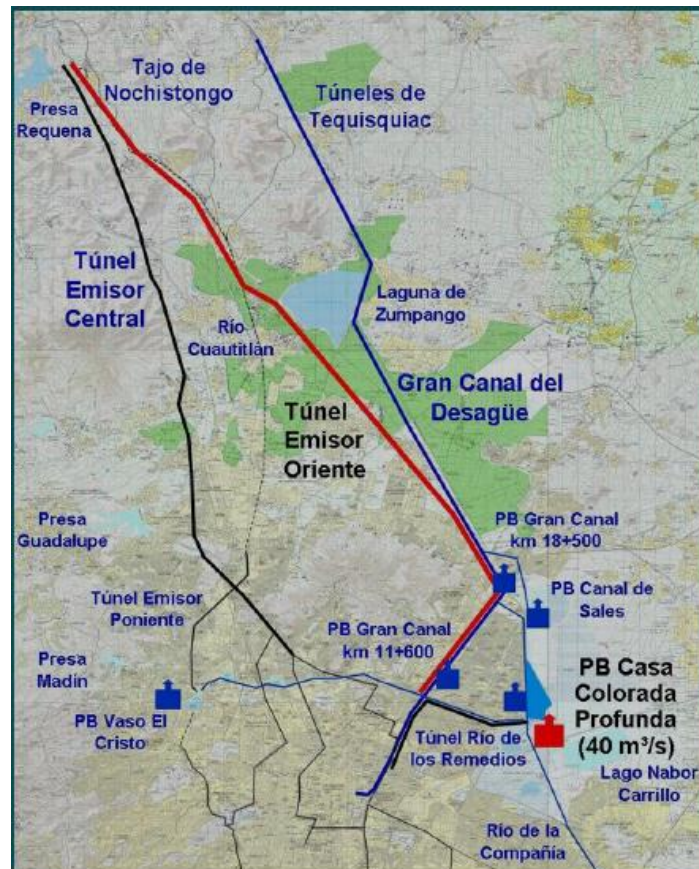 Tajo de
Nochistongo
Presa
Requena
Túneles de
Tequisquiac
Túnel
Emisor
Central
Río
Cuautitlán
Laguna de
Zumpango
Gran Canal del
Desagüe
Túnel
Emisor
Oriente
Presa
Guadalupe
PB Gran Canal
km 18+500
Túnel Emisor
Poniente
PB Canal de
Sales
PB Gran Canal
km 11+600
Presa
Madin
PB Vaso El
Cristo
PB Casa
Colorada
Profunda
(40 m³/s)
Túnel Río de
los Remedios
Lago Nabor
Carrillo
Río de la
Compañía